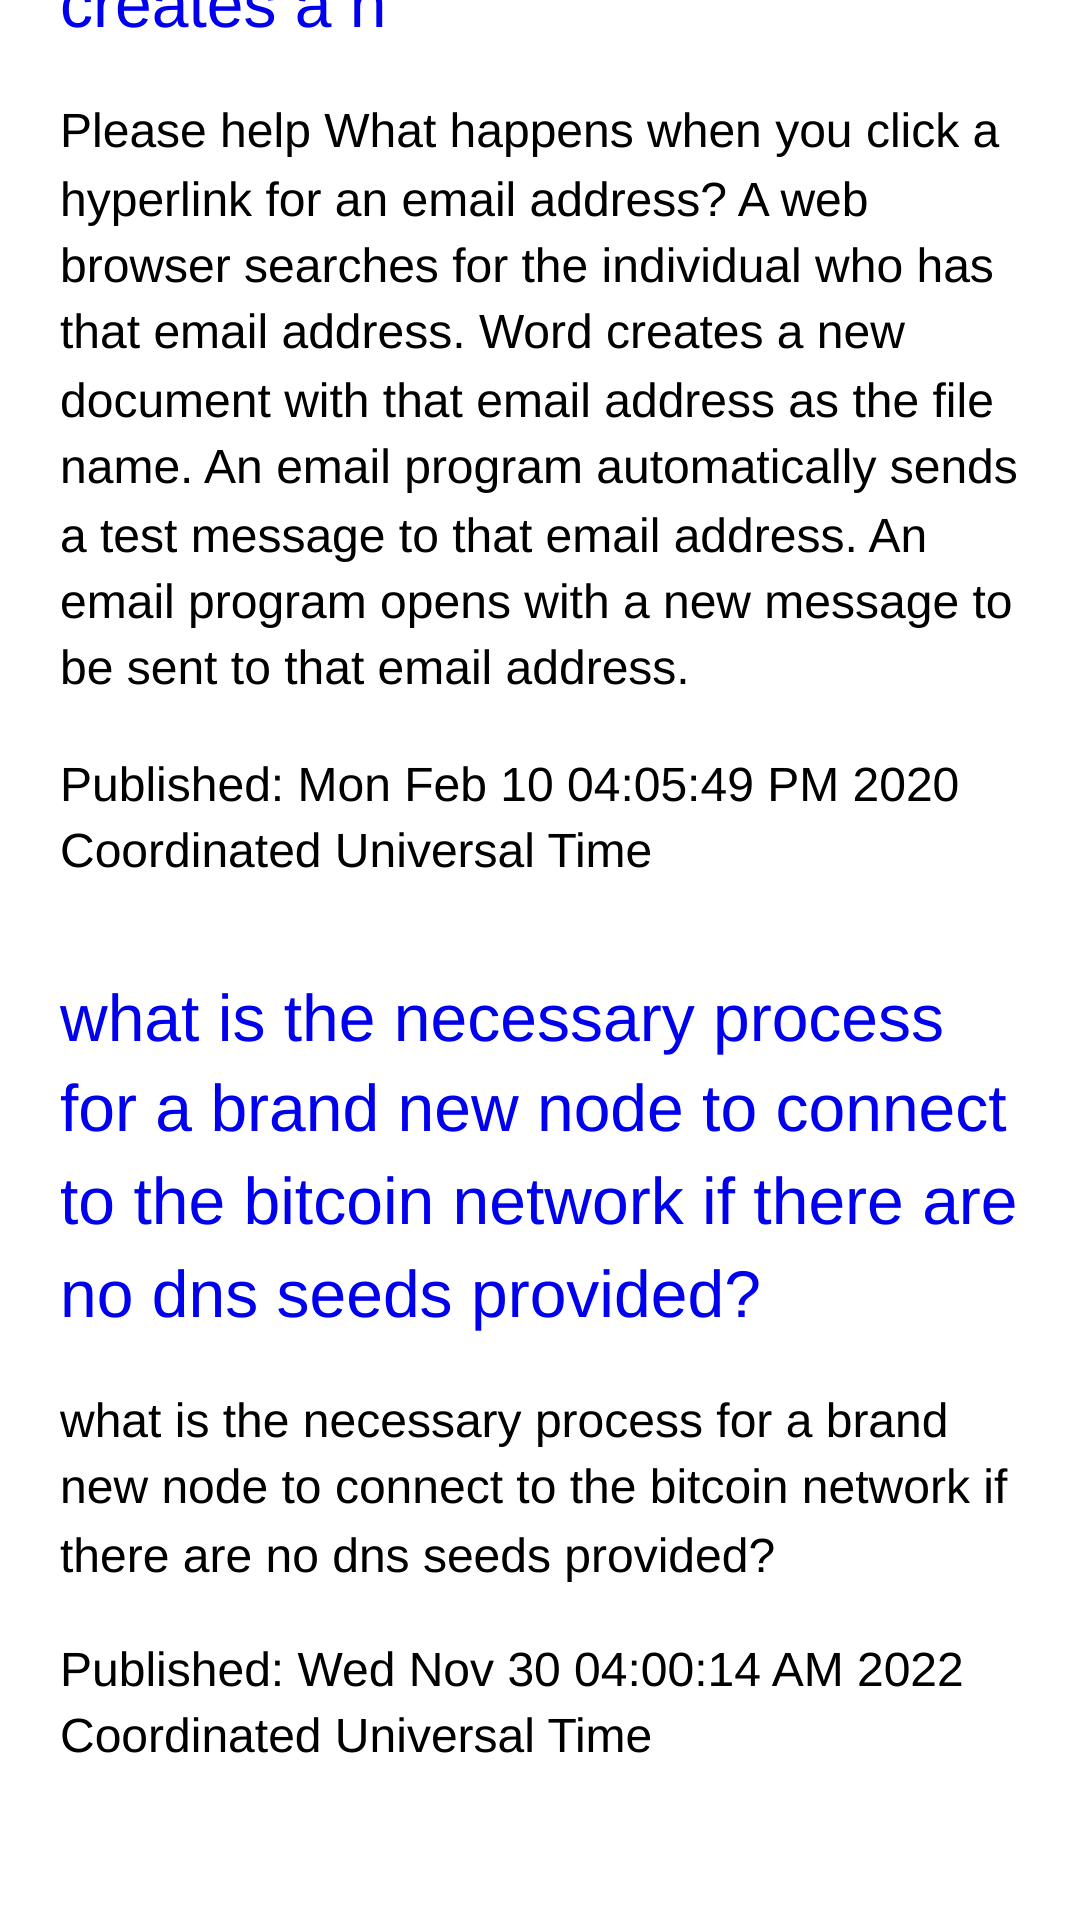 creates a n
Please help What happens when you click a
hyperlink for an email address? A web
browser searches for the individual who has
that email address. Word creates a new
document with that email address as the file
name. An email program automatically sends
a test message to that email address. An
email program opens with a new message to
be sent to that email address.
Published: Mon Feb 10 04:05:49 PM 2020
Coordinated Universal Time
what is the necessary process
for a brand new node to connect
to the bitcoin network if there are
no dns seeds provided?
what is the necessary process for a brand
new node to connect to the bitcoin network if
there are no dns seeds provided?
Published: Wed Nov 30 04:00:14 AM 2022
Coordinated Universal Time